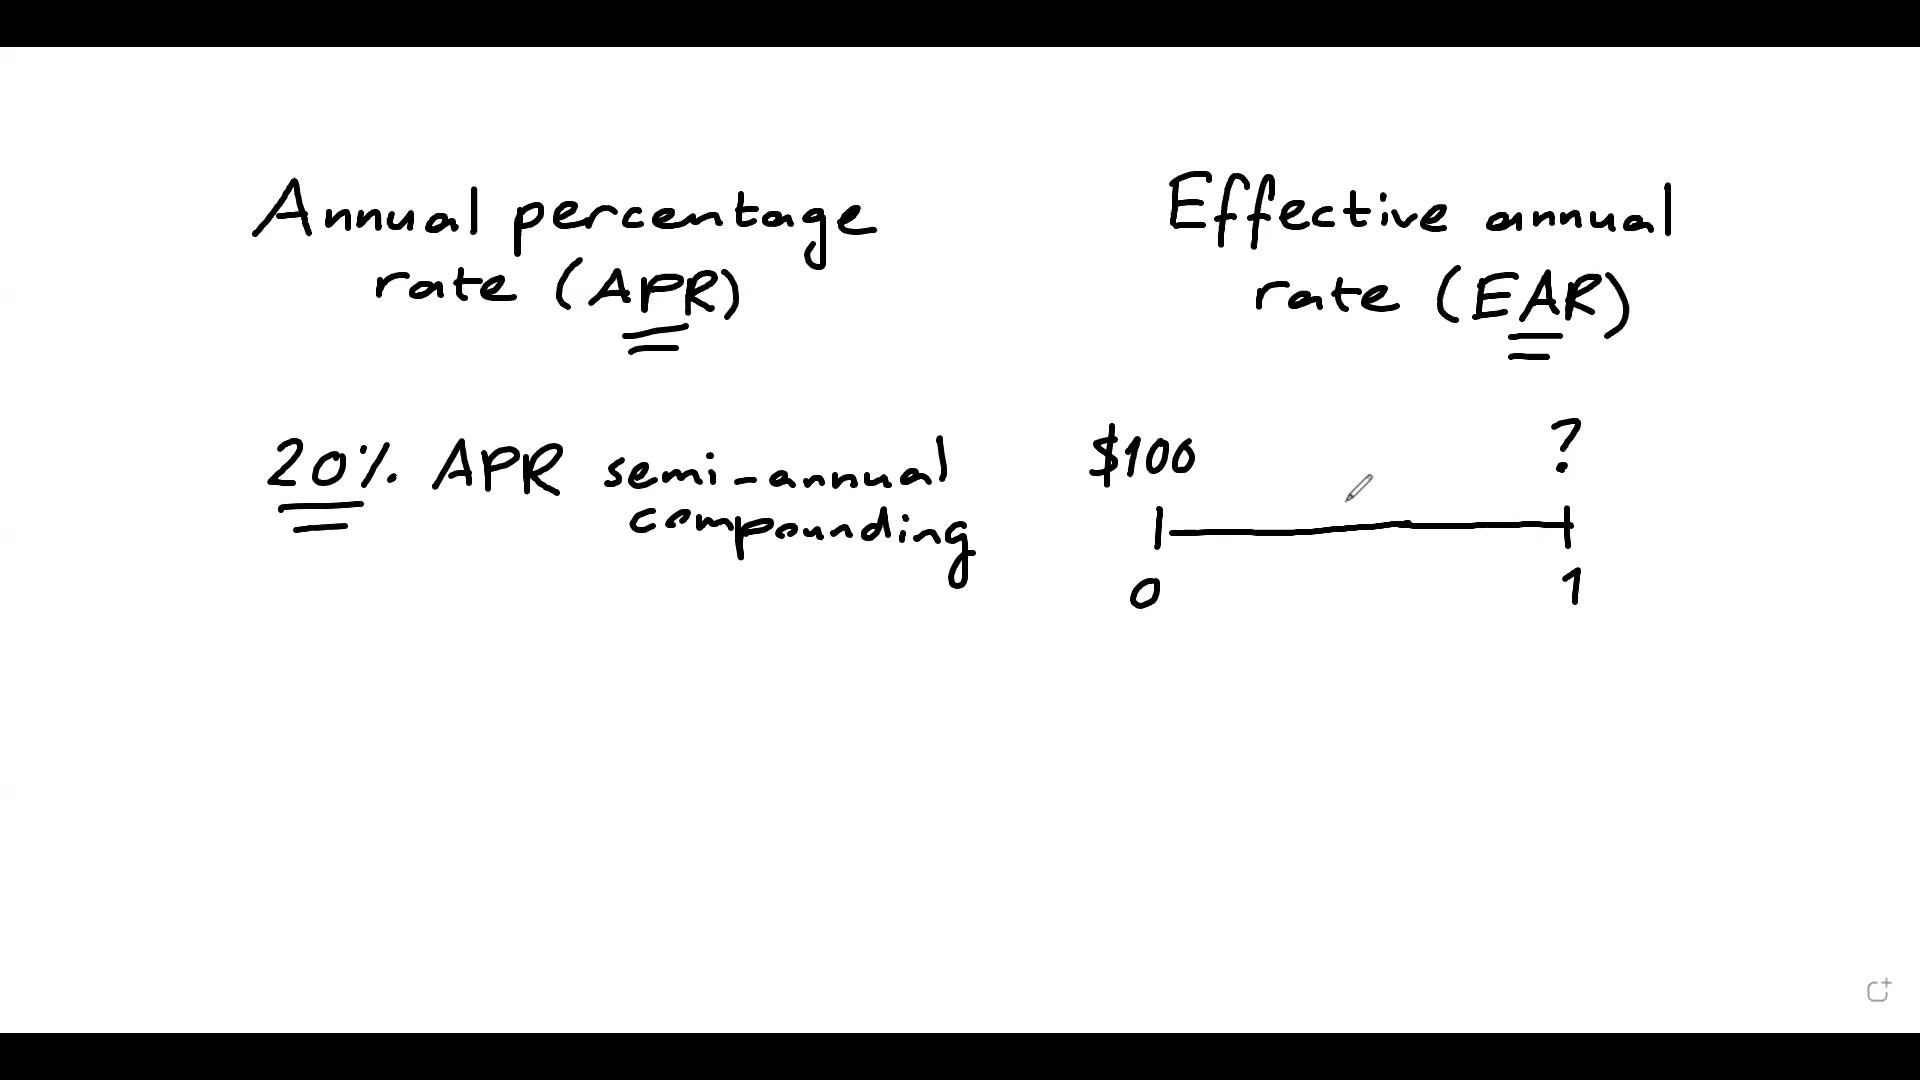 Annual percentage
rate (APR)
Effective annual
rate (EAR)
20% APR semi-annual
compounding
$100
?
0
1